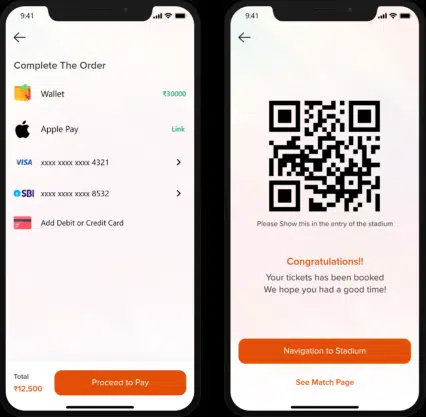 9:41
Complete The Order
Wallet ₹30000
Apple Pay Link
VISA xxxx xxxx xxxx 4321
SBI xxxx xxxx xxxx 8532
Add Debit or Credit Card
Total
₹12,500
Proceed to Pay
9:41
Please Show this in the entry of the stadium
Congratulations!!
Your tickets has been booked
We hope you had a good time!
Navigation to Stadium
See Match Page